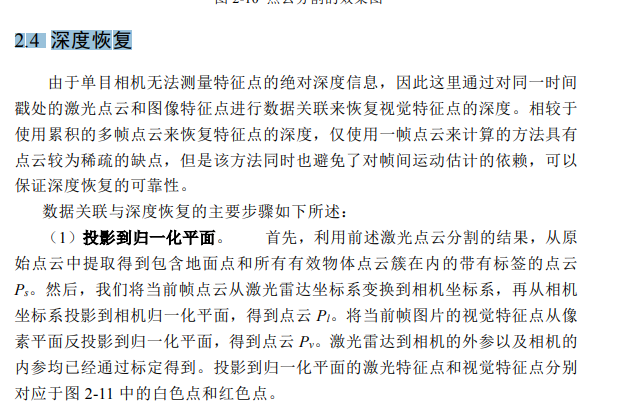 图 2-10 点云分割的效果图
2.4 深度恢复
由于单目相机无法测量特征点的绝对深度信息，因此这里通过对同一时间
戳处的激光点云和图像特征点进行数据关联来恢复视觉特征点的深度。相较于
使用累积的多帧点云来恢复特征点的深度，仅使用一帧点云来计算的方法具有
点云较为稀疏的缺点，但是该方法同时也避免了对帧间运动估计的依赖，可以
保证深度恢复的可靠性。
数据关联与深度恢复的主要步骤如下所述：
（1）投影到归一化平面。 首先，利用前述激光点云分割的结果，从原
始点云中提取得到包含地面点和所有有效物体点云簇在内的带有标签的点云
Ps。然后，我们将当前帧点云从激光雷达坐标系变换到相机坐标系，再从相机
坐标系投影到相机归一化平面，得到点云 Pl。将当前帧图片的视觉特征点从像
素平面反投影到归一化平面，得到点云 Pv。激光雷达到相机的外参以及相机的
内参均已经通过标定得到。投影到归一化平面的激光特征点和视觉特征点分别
对应于图 2-11 中的白色点和红色点。